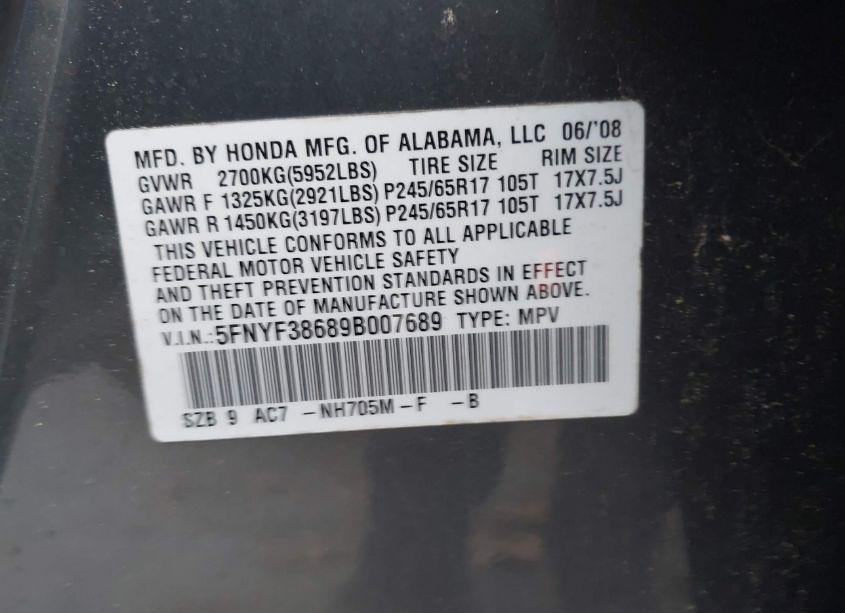 MFD. BY HONDA MFG. OF ALABAMA, LLC 06/'08
GVWR 2700KG(5952LBS) TIRE SIZE RIM SIZE
GAWR F 1325KG(2921LBS) P245/65R17 105T 17X7.5J
GAWR R 1450KG(3197LBS) P245/65R17 105T 17X7.5J
THIS VEHICLE CONFORMS TO ALL APPLICABLE
FEDERAL MOTOR VEHICLE SAFETY
AND THEFT PREVENTION STANDARDS IN EFFECT
ON THE DATE OF MANUFACTURE SHOWN ABOVE.
V.I.N.:5FNYF38689B007689 TYPE: MPV
SZB 9 AC7 -NH705M-F -B